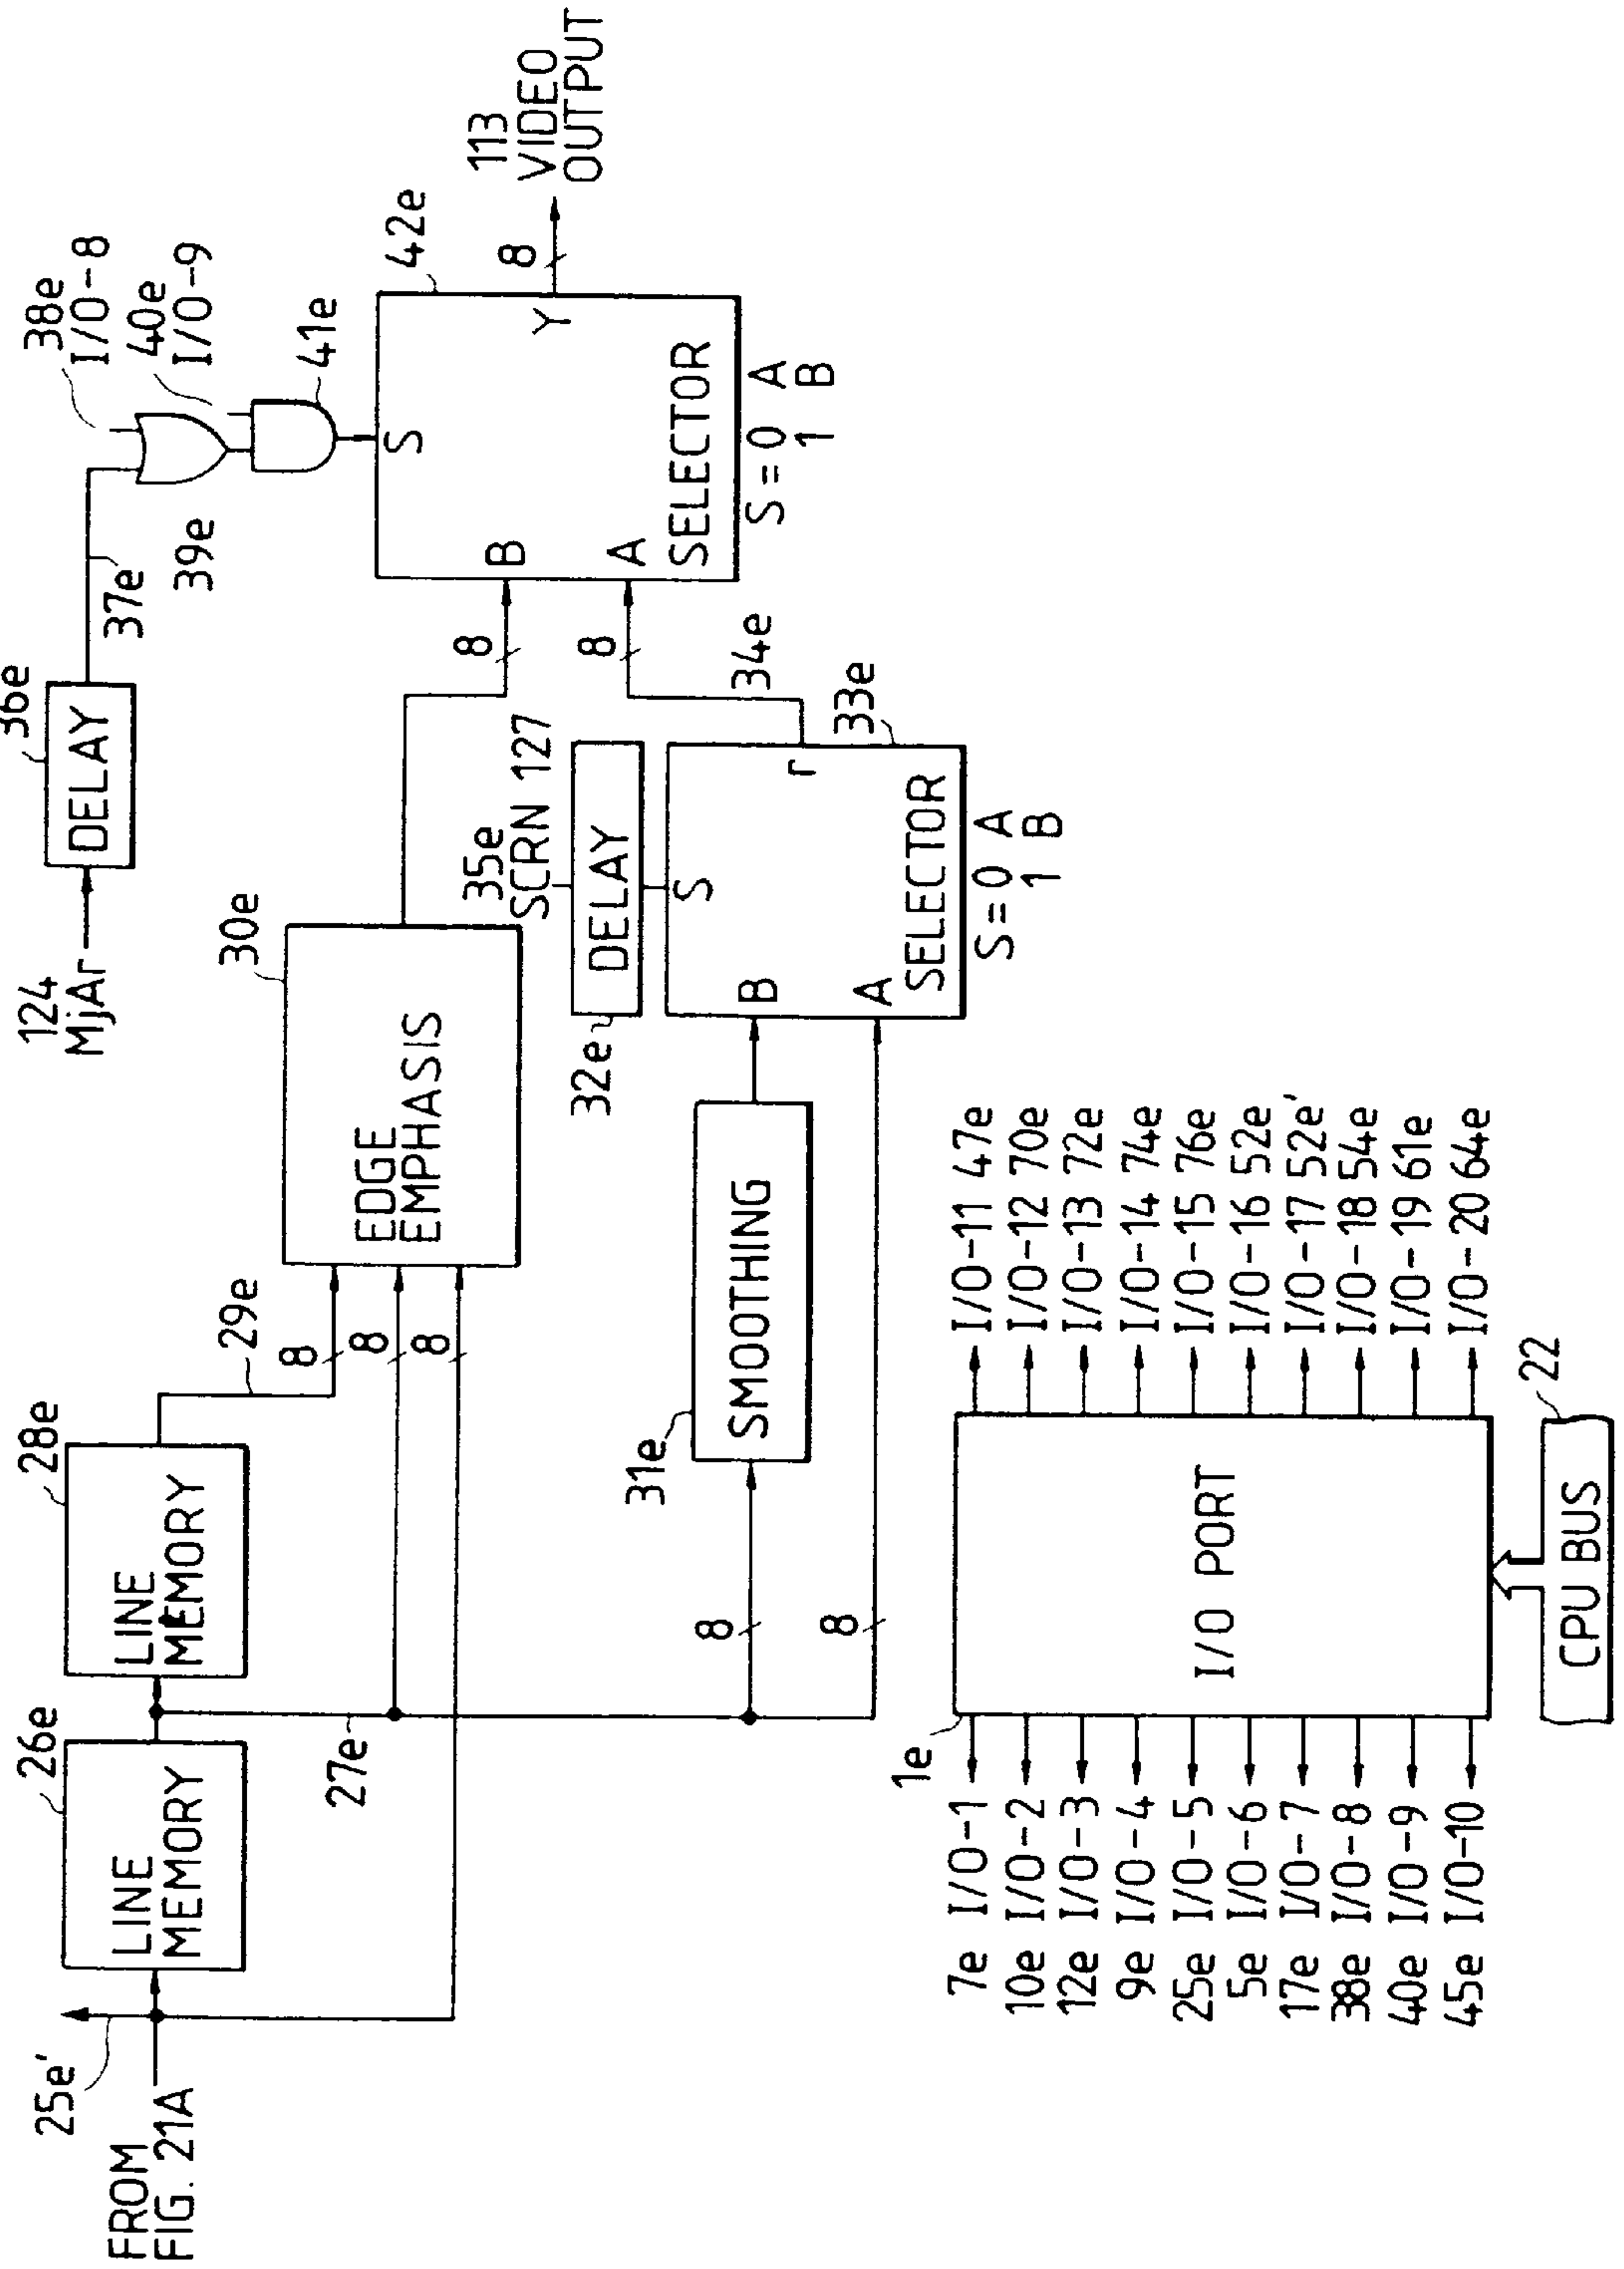 FROM
FIG. 21A
25e'
26e
LINE
MEMORY
27e
28e
LINE
MEMORY
29e
8
8
8
30e
EDGE
EMPHASIS
124
MjAr
36e
DELAY
37e
39e
38e
I/O-8
40e
I/O-9
41e
42e
S
B
A
Y
SELECTOR
S = 0 A
1 B
8
113
VIDEO
OUTPUT
8
8
34e
35e
SCRN 127
32e
DELAY
33e
S
B
A
r
SELECTOR
S = 0 A
1 B
31e
SMOOTHING
8
8
1e
I/O PORT
7e I/O-1
10e I/O-2
12e I/O-3
9e I/O-4
25e I/O-5
5e I/O-6
17e I/O-7
38e I/O-8
40e I/O-9
45e I/O-10
I/O-11 47e
I/O-12 70e
I/O-13 72e
I/O-14 74e
I/O-15 76e
I/O-16 52e
I/O-17 52e'
I/O-18 54e
I/O-19 61e
I/O-20 64e
22
CPU BUS